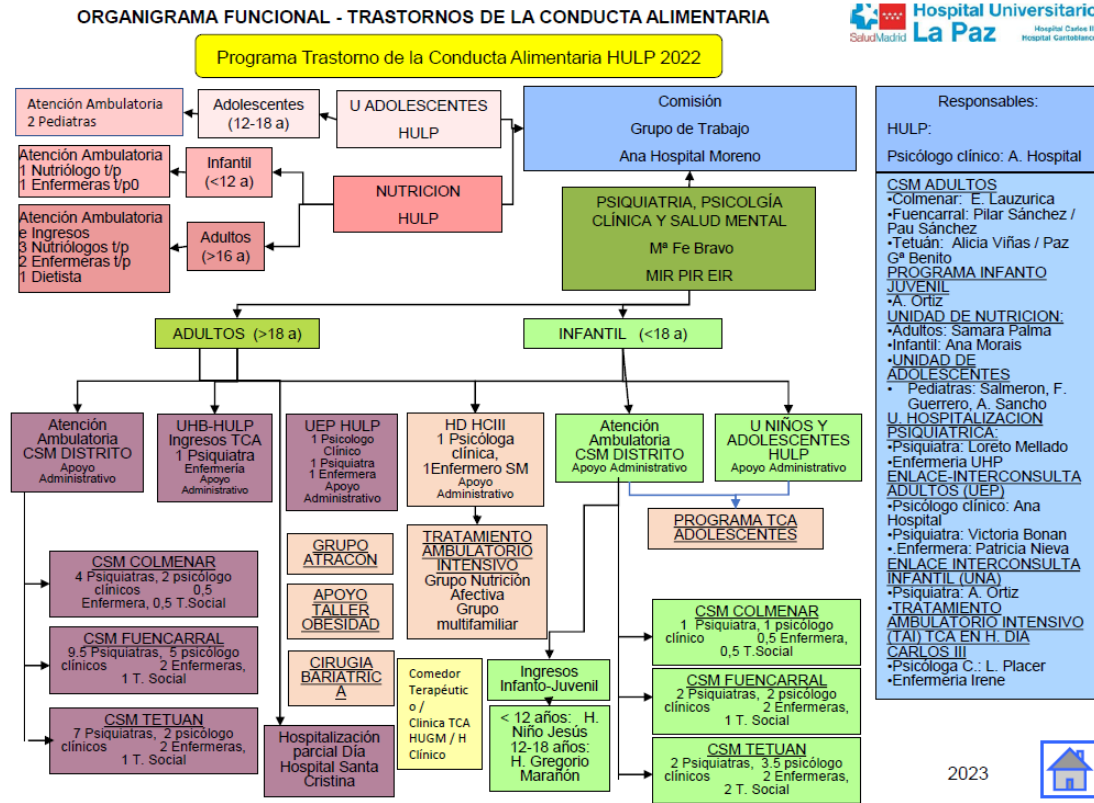 ORGANIGRAMA FUNCIONAL - TRASTORNOS DE LA CONDUCTA ALIMENTARIA
SaludMadrid
Hospital Universitario
La Paz
Hospital Carlos III
Hospital Cantoblanco
Programa Trastorno de la Conducta Alimentaria HULP 2022
Atención Ambulatoria
2 Pediatras
Adolescentes
(12-18 a)
U ADOLESCENTES
HULP
Atención Ambulatoria
1 Nutriólogo t/p
1 Enfermeras t/p0
Infantil
(<12 a)
NUTRICION
HULP
Atención Ambulatoria
e Ingresos
3 Nutriólogos t/p
2 Enfermeras t/p
1 Dietista
Adultos
(>16 a)
Comisión
Grupo de Trabajo
Ana Hospital Moreno
PSIQUIATRIA, PSICOLGÍA
CLÍNICA Y SALUD MENTAL
Mª Fe Bravo
MIR PIR EIR
ADULTOS (>18 a)
INFANTIL (<18 a)
Atención
Ambulatoria
CSM DISTRITO
Apoyo
Administrativo
UHB-HULP
Ingresos TCA
1 Psiquiatra
Enfermería
Apoyo
Administrativo
UEP HULP
1 Psicologo
Clínico
1 Psiquiatra
1 Enfermera
Apoyo
Administrativo
HD HCIII
1 Psicóloga
clínica,
1Enfermero SM
Apoyo
Administrativo
Atención
Ambulatoria
CSM DISTRITO
Apoyo Administrativo
U NIÑOS Y
ADOLESCENTES
HULP
Apoyo Administrativo
PROGRAMA TCA
ADOLESCENTES
GRUPO
ATRACON
APOYO
TALLER
OBESIDAD
CIRUGIA
BARIATRIC
A
TRATAMIENTO
AMBULATORIO
INTENSIVO
Grupo Nutrición
Afectiva
Grupo
multifamiliar
CSM COLMENAR
4 Psiquiatras, 2 psicólogo
clínicos 0,5
Enfermera, 0,5 T.Social
CSM FUENCARRAL
9.5 Psiquiatras, 5 psicólogo
clínicos 2 Enfermeras,
1 T. Social
CSM TETUAN
7 Psiquiatras, 2 psicólogo
clínicos 2 Enfermeras,
1 T. Social
Hospitalización
parcial Día
Hospital Santa
Cristina
Comedor
Terapéutic
o /
Clinica TCA
HUGM / H
Clínico
Ingresos
Infanto-Juvenil
< 12 años: H.
Niño Jesús
12-18 años:
H. Gregorio
Marañón
CSM COLMENAR
1 Psiquiatra, 1 psicólogo
clínico 0,5 Enfermera,
0,5 T.Social
CSM FUENCARRAL
2 Psiquiatras, 2 psicólogo
clínicos 2 Enfermeras,
1 T. Social
CSM TETUAN
2 Psiquiatras, 3.5 psicólogo
clínicos 2 Enfermeras,
2 T. Social
Responsables:
HULP:
Psicólogo clínico: A. Hospital
CSM ADULTOS
•Colmenar: E. Lauzurica
•Fuencarral: Pilar Sánchez /
Pau Sánchez
•Tetuán: Alicia Viñas / Paz
Gª Benito
PROGRAMA INFANTO
JUVENIL
•A. Ortiz
UNIDAD DE NUTRICION:
•Adultos: Samara Palma
•Infantil: Ana Morais
•UNIDAD DE
ADOLESCENTES
• Pediatras: Salmeron, F.
Guerrero, A. Sancho
U. HOSPITALIZACION
PSIQUIATRICA:
•Psiquiatra: Loreto Mellado
•Enfermeria UHP
ENLACE-INTERCONSULTA
ADULTOS (UEP)
•Psicólogo clínico: Ana
Hospital
•Psiquiatra: Victoria Bonan
•.Enfermera: Patricia Nieva
ENLACE INTERCONSULTA
INFANTIL (UNA)
•Psiquiatra: A. Ortiz
•TRATAMIENTO
AMBULATORIO INTENSIVO
(TAI) TCA EN H. DIA
CARLOS III
•Psicóloga C.: L. Placer
•Enfermeria Irene
2023